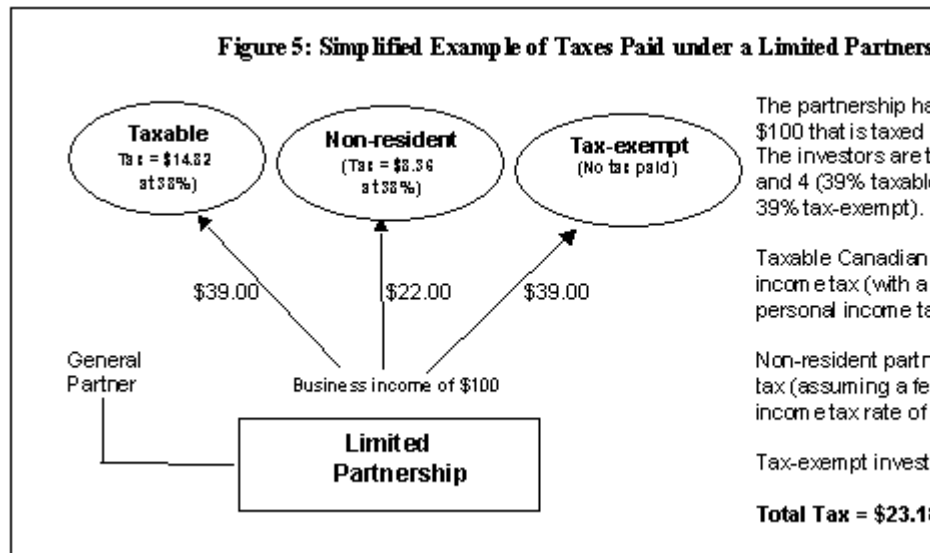 Figure 5: Simplified Example of Taxes Paid under a Limited Partners
Taxable
Tax = $14.82
at 38%)
Non-resident
(Tax = $8.36
at 38%)
Tax-exempt
(No tax paid)
$39.00
$22.00
$39.00
General
Partner
Business income of $100
Limited
Partnership
The partnership ha
$100 that is taxed
The investors are t
and 4 (39% taxable
39% tax-exempt).
Taxable Canadian
income tax (with a
personal income ta
Non-resident partn
tax (assuming a fe
income tax rate of
Tax-exempt invest
Total Tax = $23.18